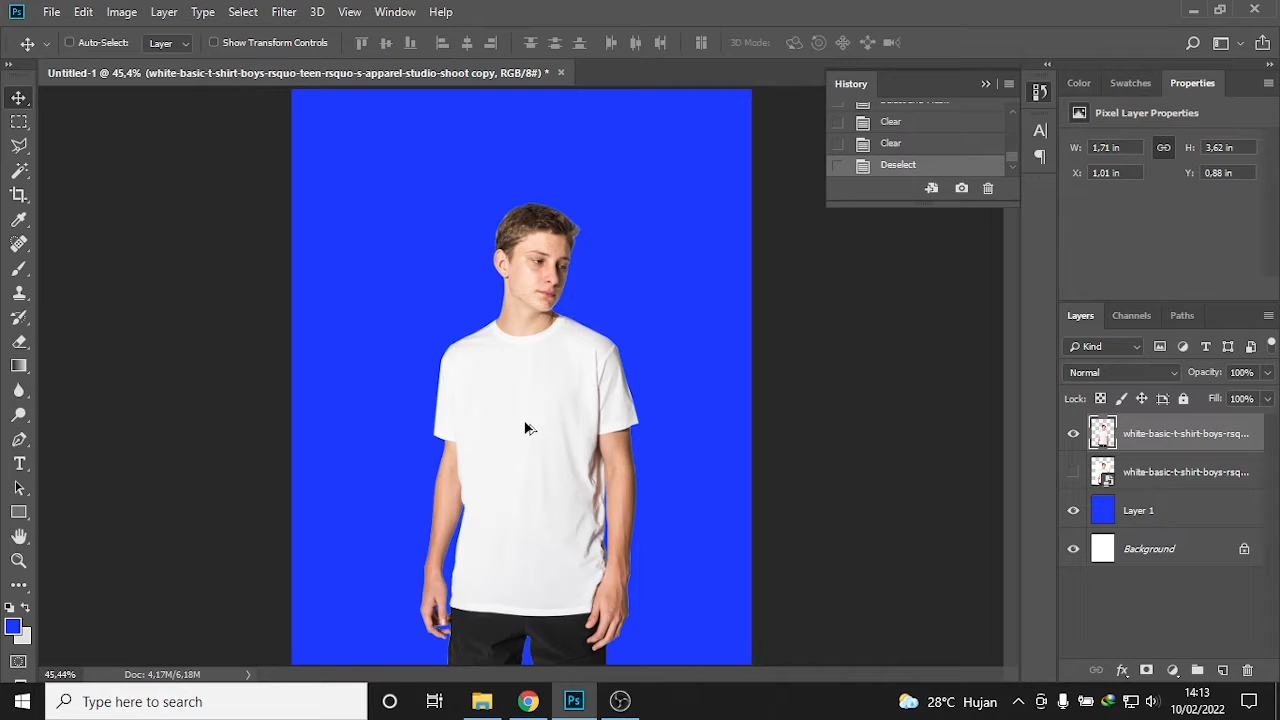 Ps File Edit Image Layer Type Select Filter 3D View Window Help
Auto-Select: Layer Show Transform Controls 3D Mode:
Untitled-1 @ 45,4% (white-basic-t-shirt-boys-rsquo-teen-rsquo-s-apparel-studio-shoot copy, RGB/8#) * ×
History
Clear
Clear
Deselect
Color Swatches Properties
Pixel Layer Properties
W: 1,71 in H: 3,62 in
X: 1,01 in Y: 0,88 in
Layers Channels Paths
Kind
Normal Opacity: 100%
Lock: Fill: 100%
white-basic-t-shirt-boys-rsq...
white-basic-t-shirt-boys-rsq...
Layer 1
Background
45,44% Doc: 4,17M/6,18M
Type here to search
Ps
28°C Hujan
14:13
10/02/2022